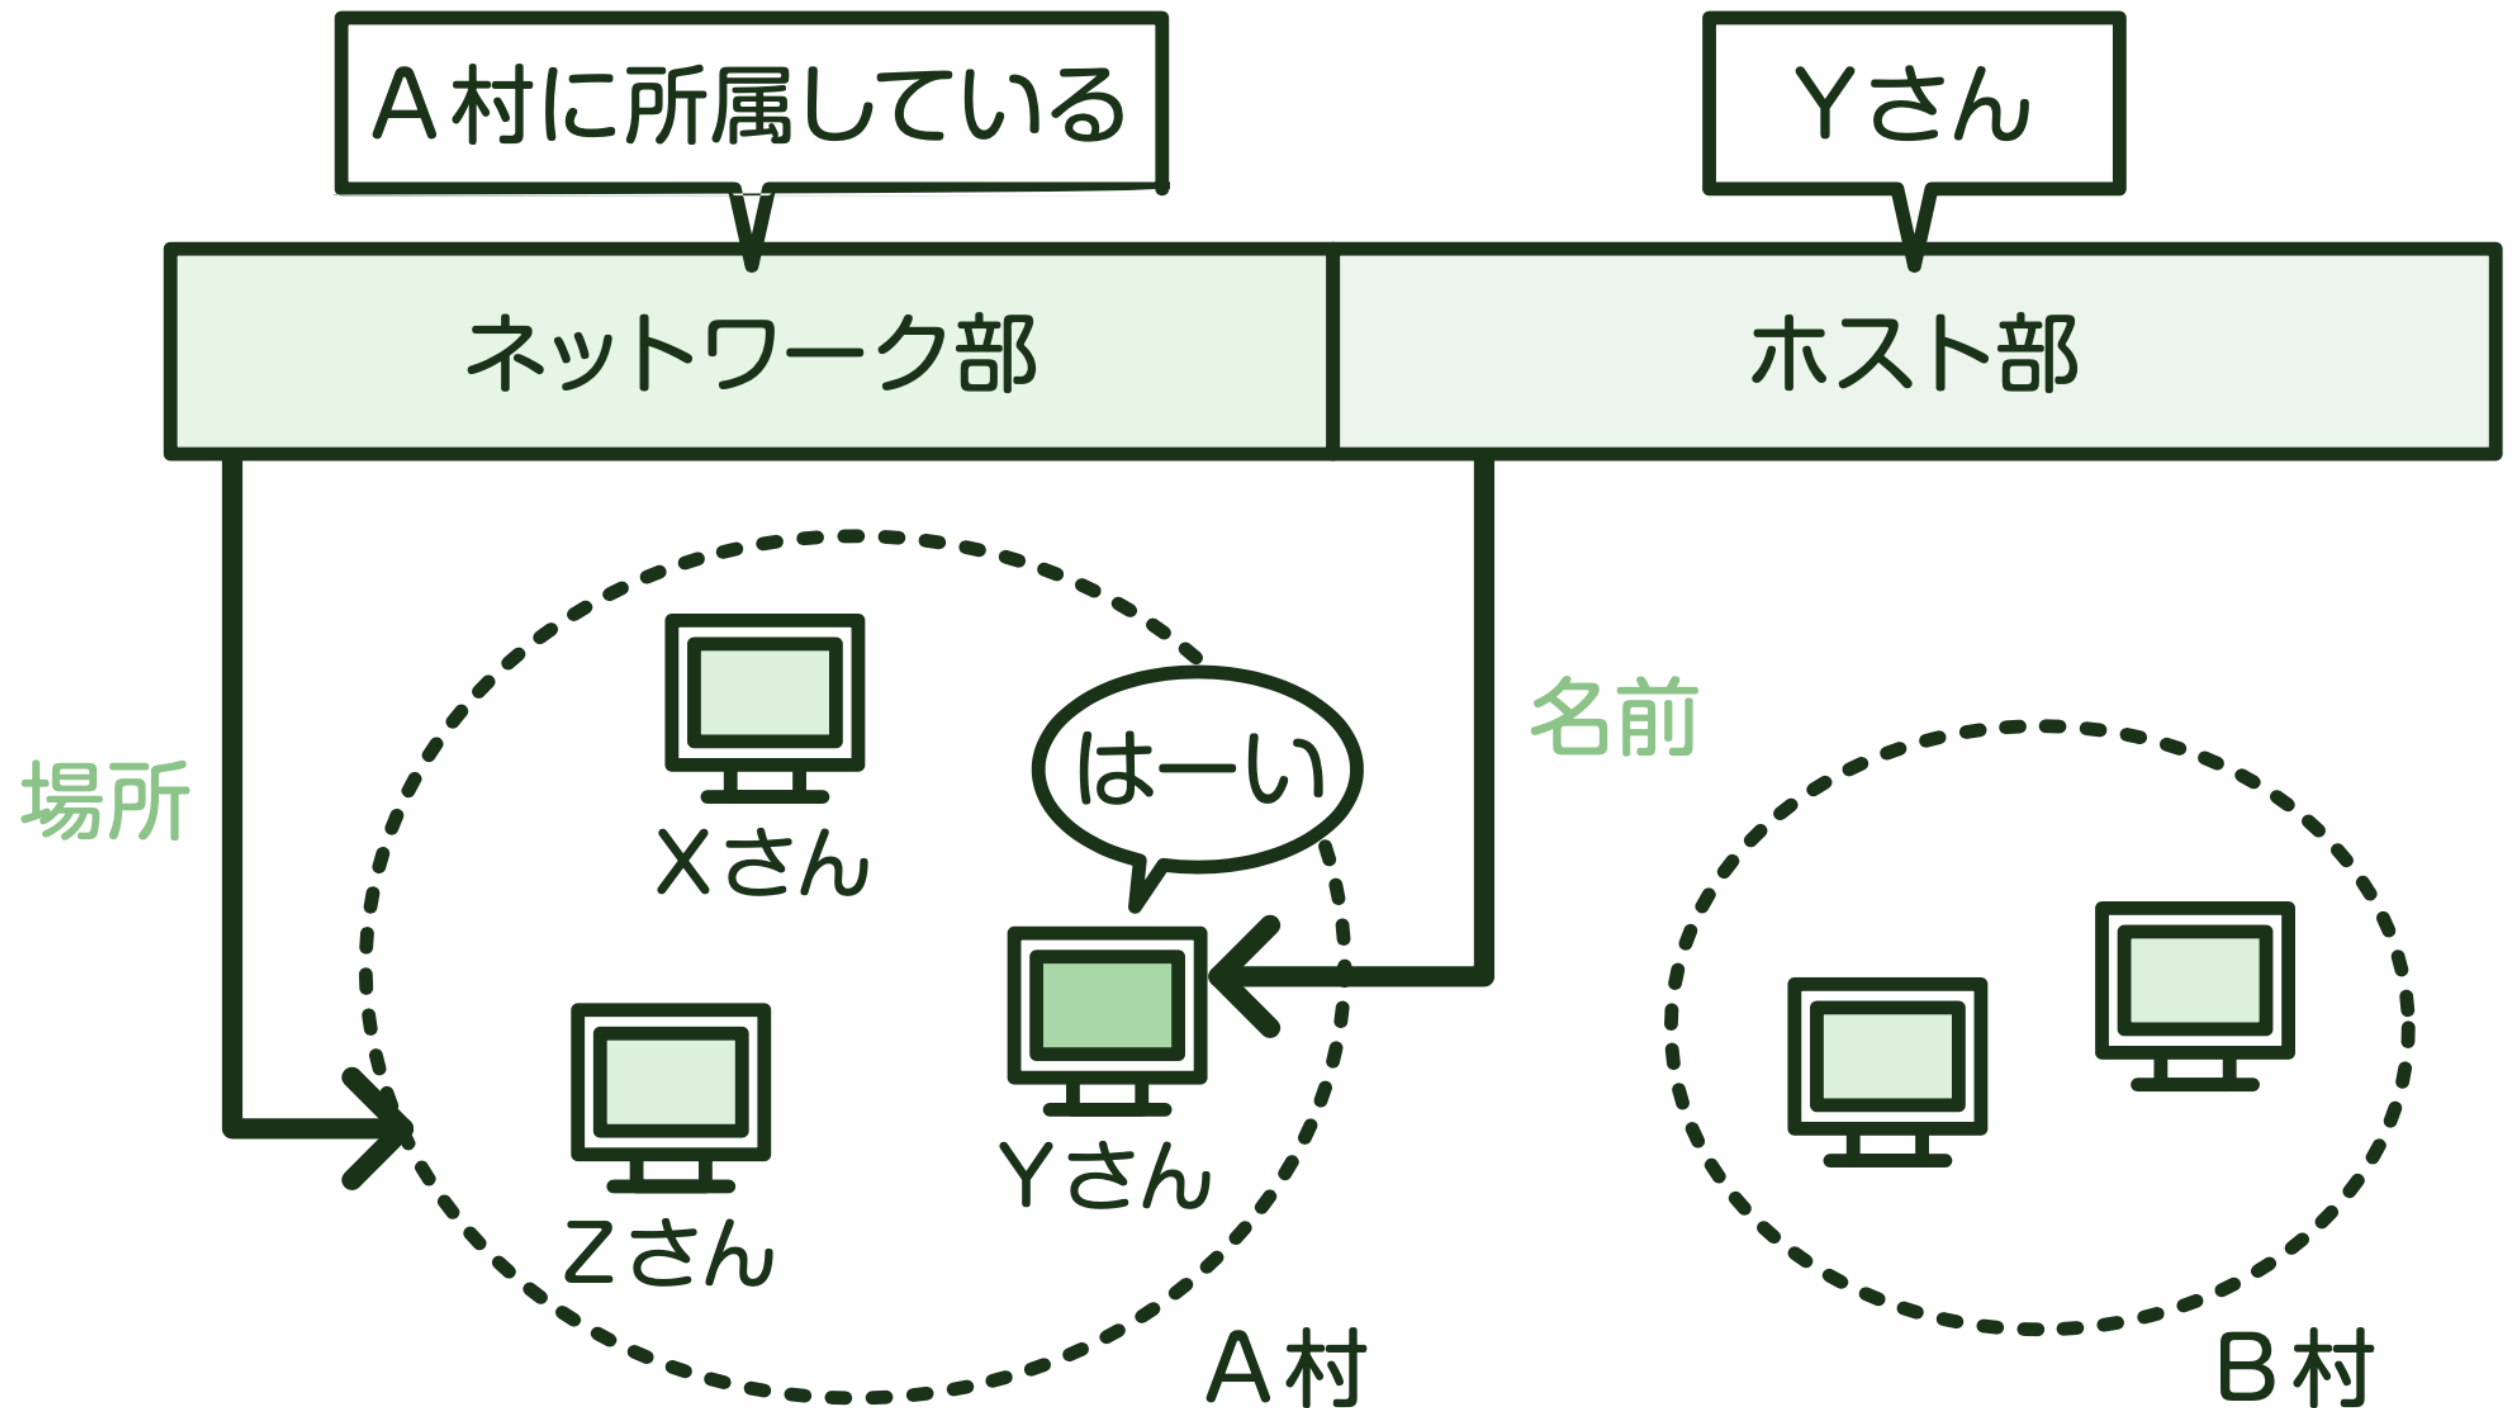 A村に所属している
Yさん
ネットワーク部
ホスト部
場所
名前
はーい
Xさん
Yさん
Zさん
A村
B村